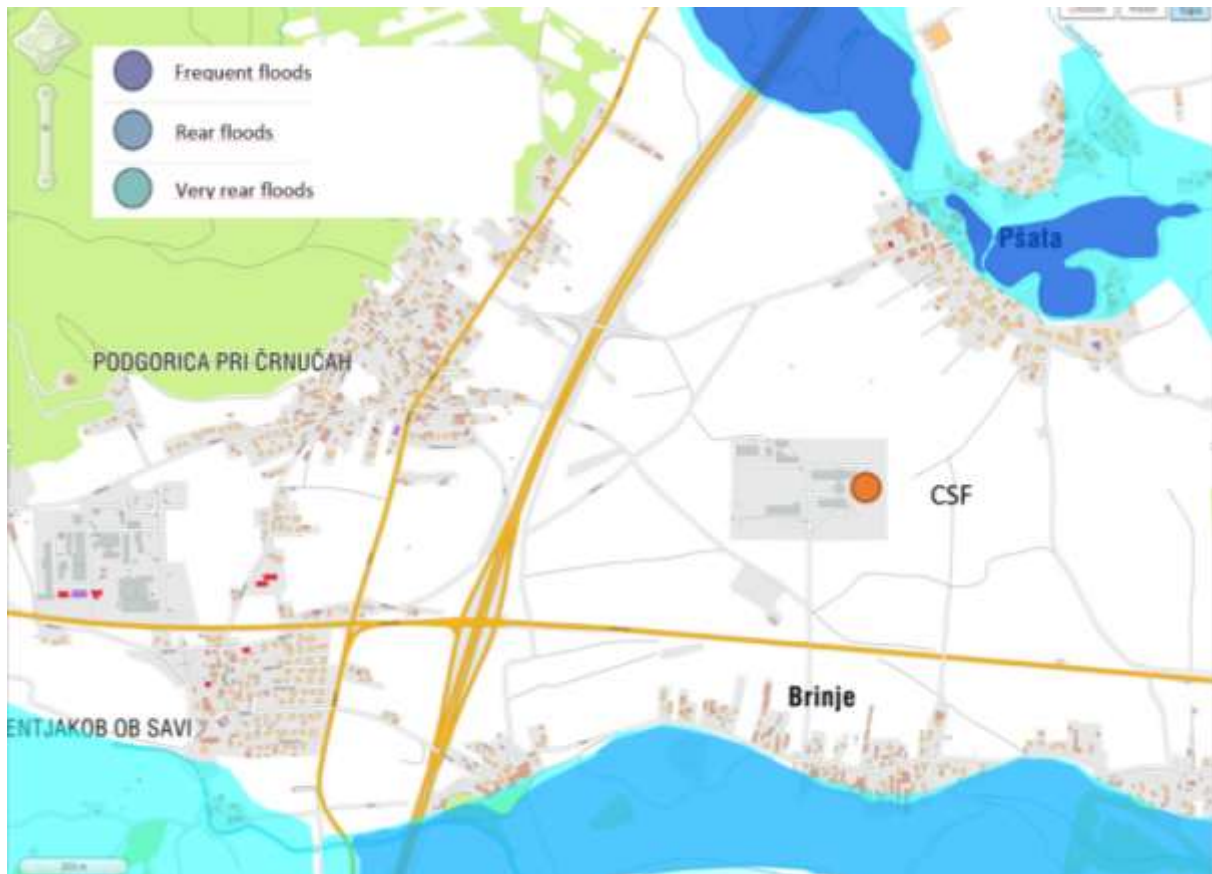 Frequent floods
Rear floods
Very rear floods
Pšata
PODGORICA PRI ČRNUČAH
CSF
Brinje
ENTJAKOB OB SAVI